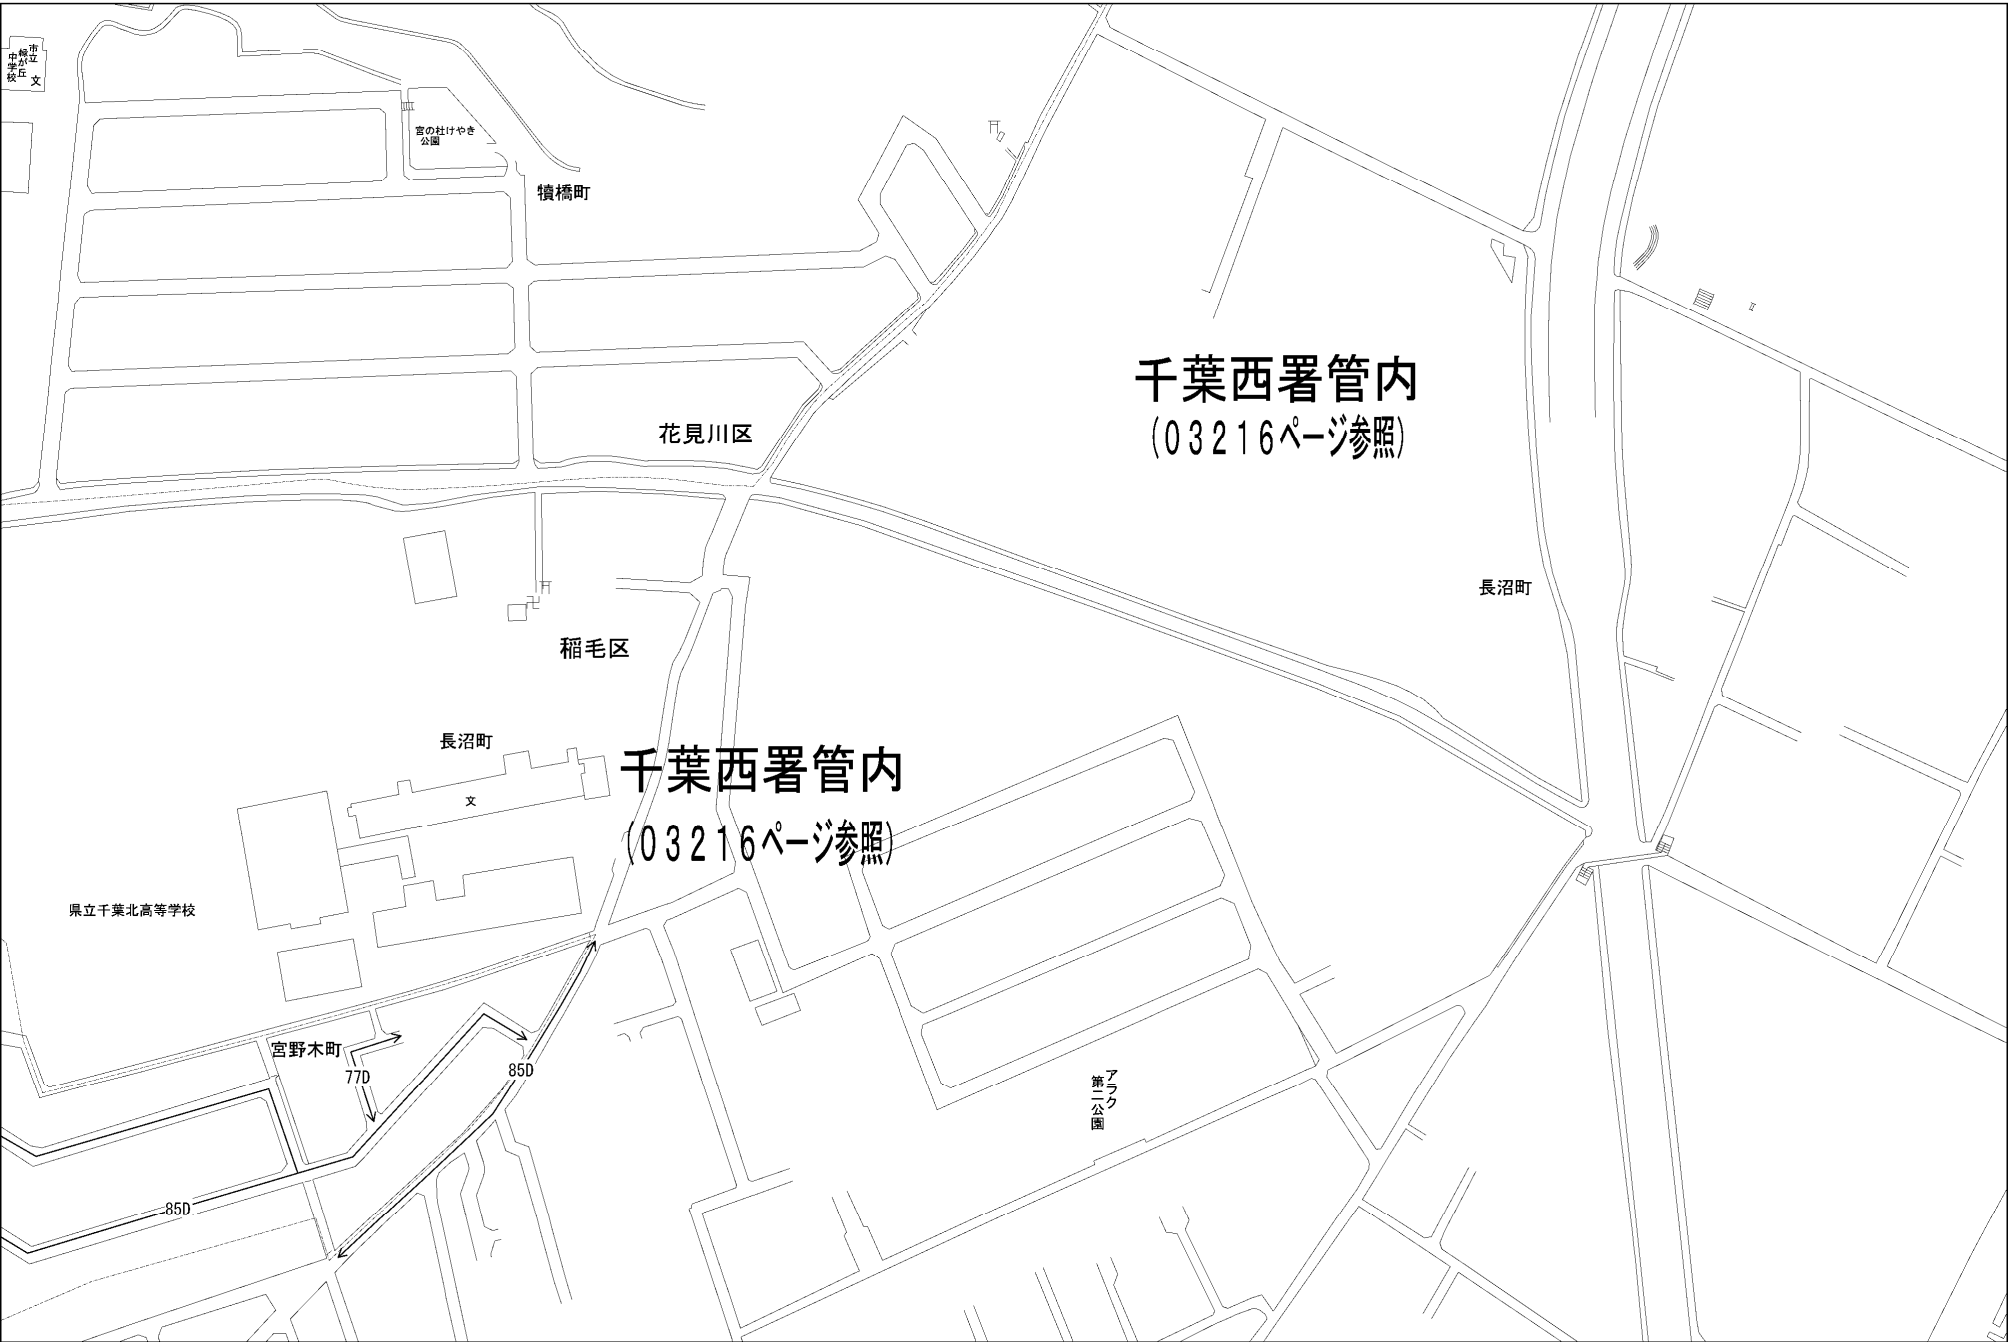 市立
緑が丘
中学校
文
宮の杜けやき
公園
犢橋町
千葉西署管内
(03216ページ参照)
花見川区
長沼町
稲毛区
長沼町
千葉西署管内
(03216ページ参照)
文
県立千葉北高等学校
宮野木町
77D
85D
アラク
第二公園
85D